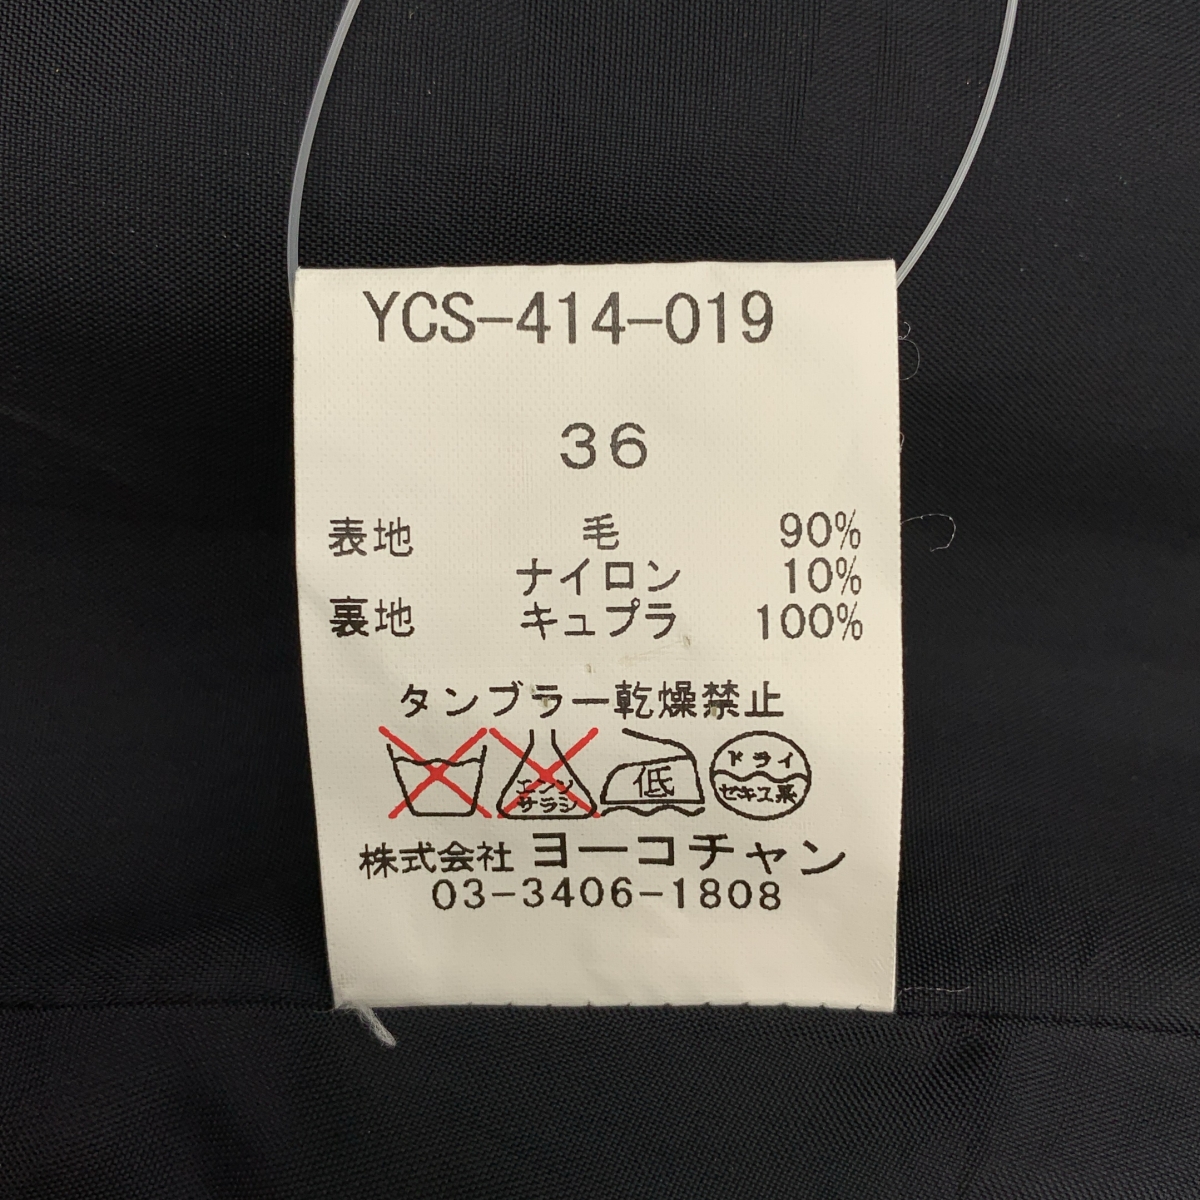 YCS-414-019
36
表地 毛 90%
ナイロン 10%
裏地 キュプラ 100%
タンブラー乾燥禁止
エンソ
サラシ
低
ドライ
セキユ系
株式会社 ヨーコチャン
03-3406-1808